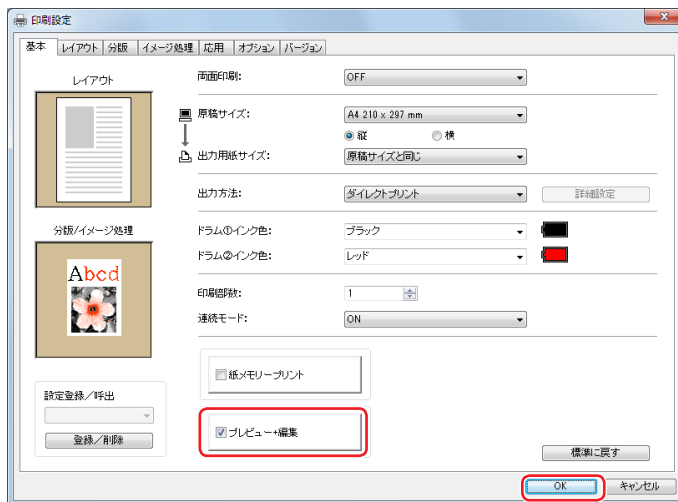 印刷設定
基本 レイアウト 分版 イメージ処理 応用 オプション バージョン
レイアウト
両面印刷: OFF
原稿サイズ: A4 210 x 297 mm
縦 横
出力用紙サイズ: 原稿サイズと同じ
出力方法: ダイレクトプリント 詳細設定
分版/イメージ処理
Abcd
ドラム①インク色: ブラック
ドラム②インク色: レッド
印刷部数: 1
連続モード: ON
紙メモリープリント
設定登録/呼出
登録/削除
プレビュー+編集
標準に戻す
OK キャンセル